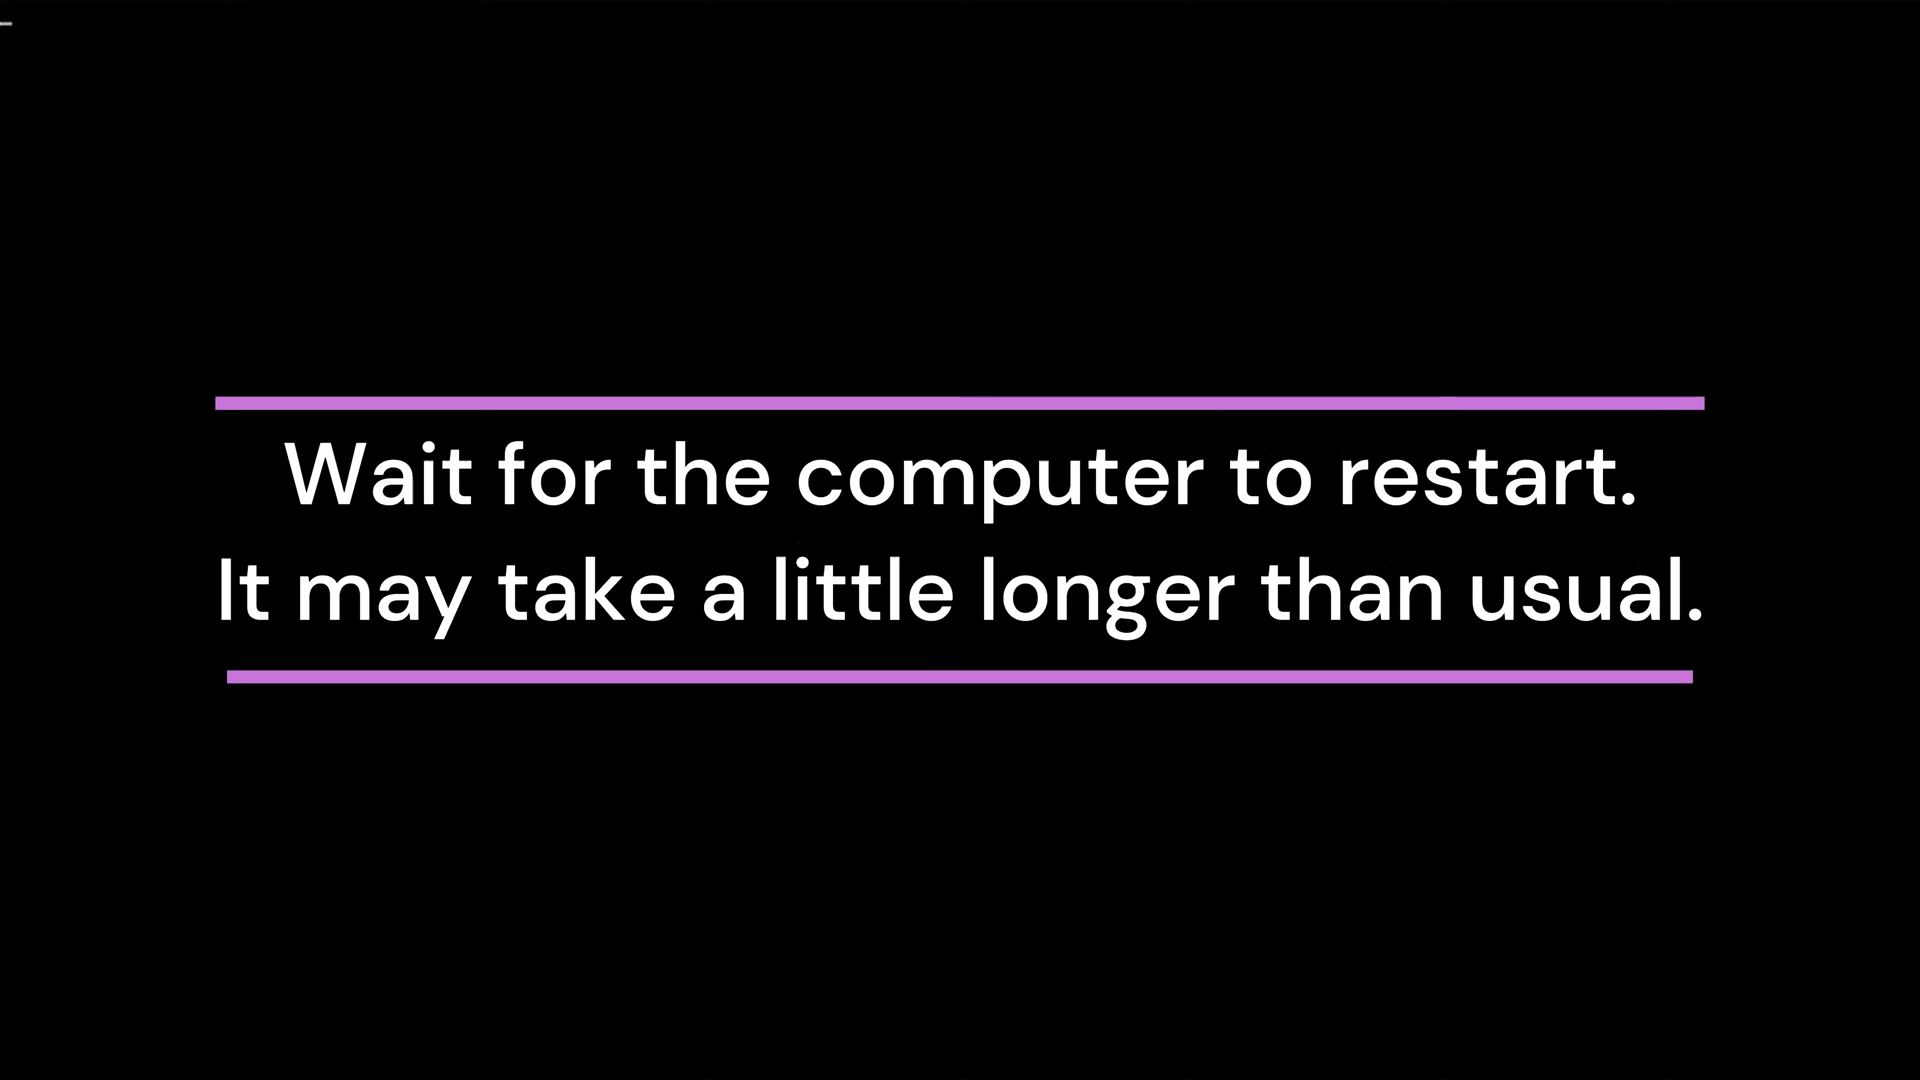 Wait for the computer to restart.
It may take a little longer than usual.